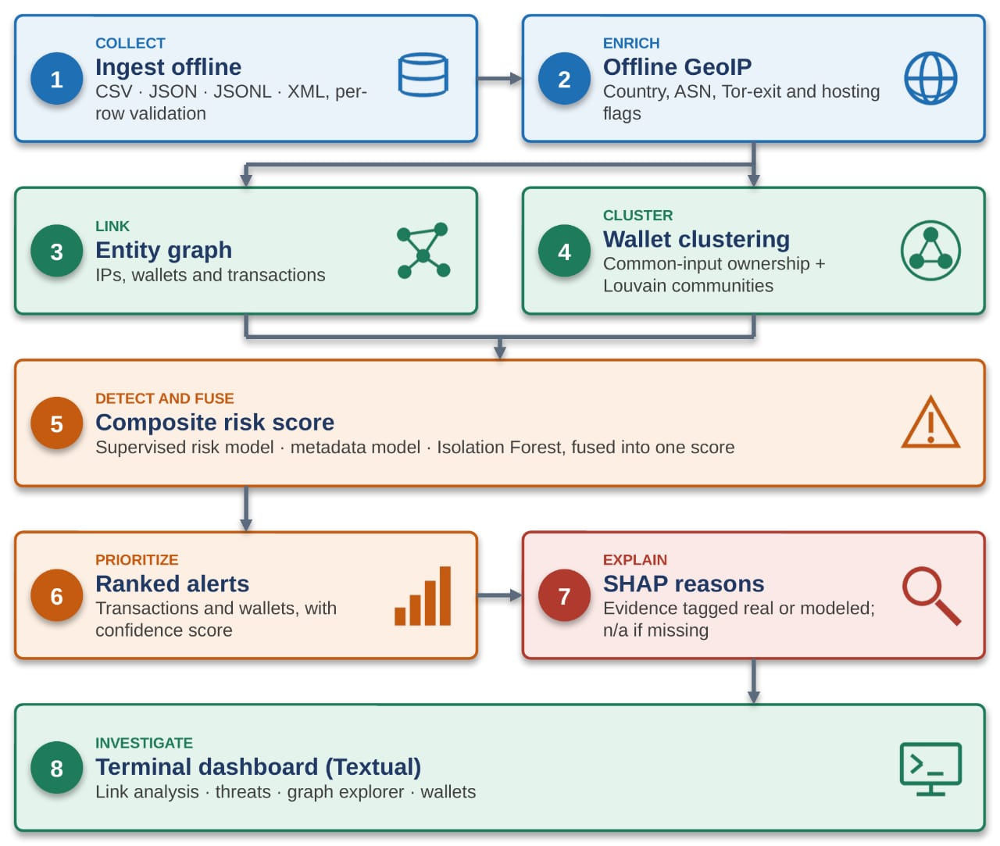 COLLECT
1
Ingest offline
CSV · JSON · JSONL · XML, per-
row validation
ENRICH
2
Offline GeoIP
Country, ASN, Tor-exit and hosting
flags
LINK
3
Entity graph
IPs, wallets and transactions
CLUSTER
4
Wallet clustering
Common-input ownership +
Louvain communities
DETECT AND FUSE
5
Composite risk score
Supervised risk model · metadata model · Isolation Forest, fused into one score
PRIORITIZE
6
Ranked alerts
Transactions and wallets, with
confidence score
EXPLAIN
7
SHAP reasons
Evidence tagged real or modeled;
n/a if missing
INVESTIGATE
8
Terminal dashboard (Textual)
Link analysis · threats · graph explorer · wallets